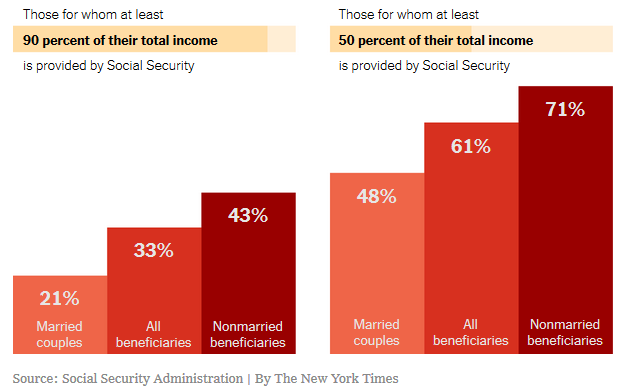 Those for whom at least
90 percent of their total income
is provided by Social Security
21%
Married
couples
33%
All
beneficiaries
43%
Nonmarried
beneficiaries
Those for whom at least
50 percent of their total income
is provided by Social Security
48%
Married
couples
61%
All
beneficiaries
71%
Nonmarried
beneficiaries
Source: Social Security Administration | By The New York Times